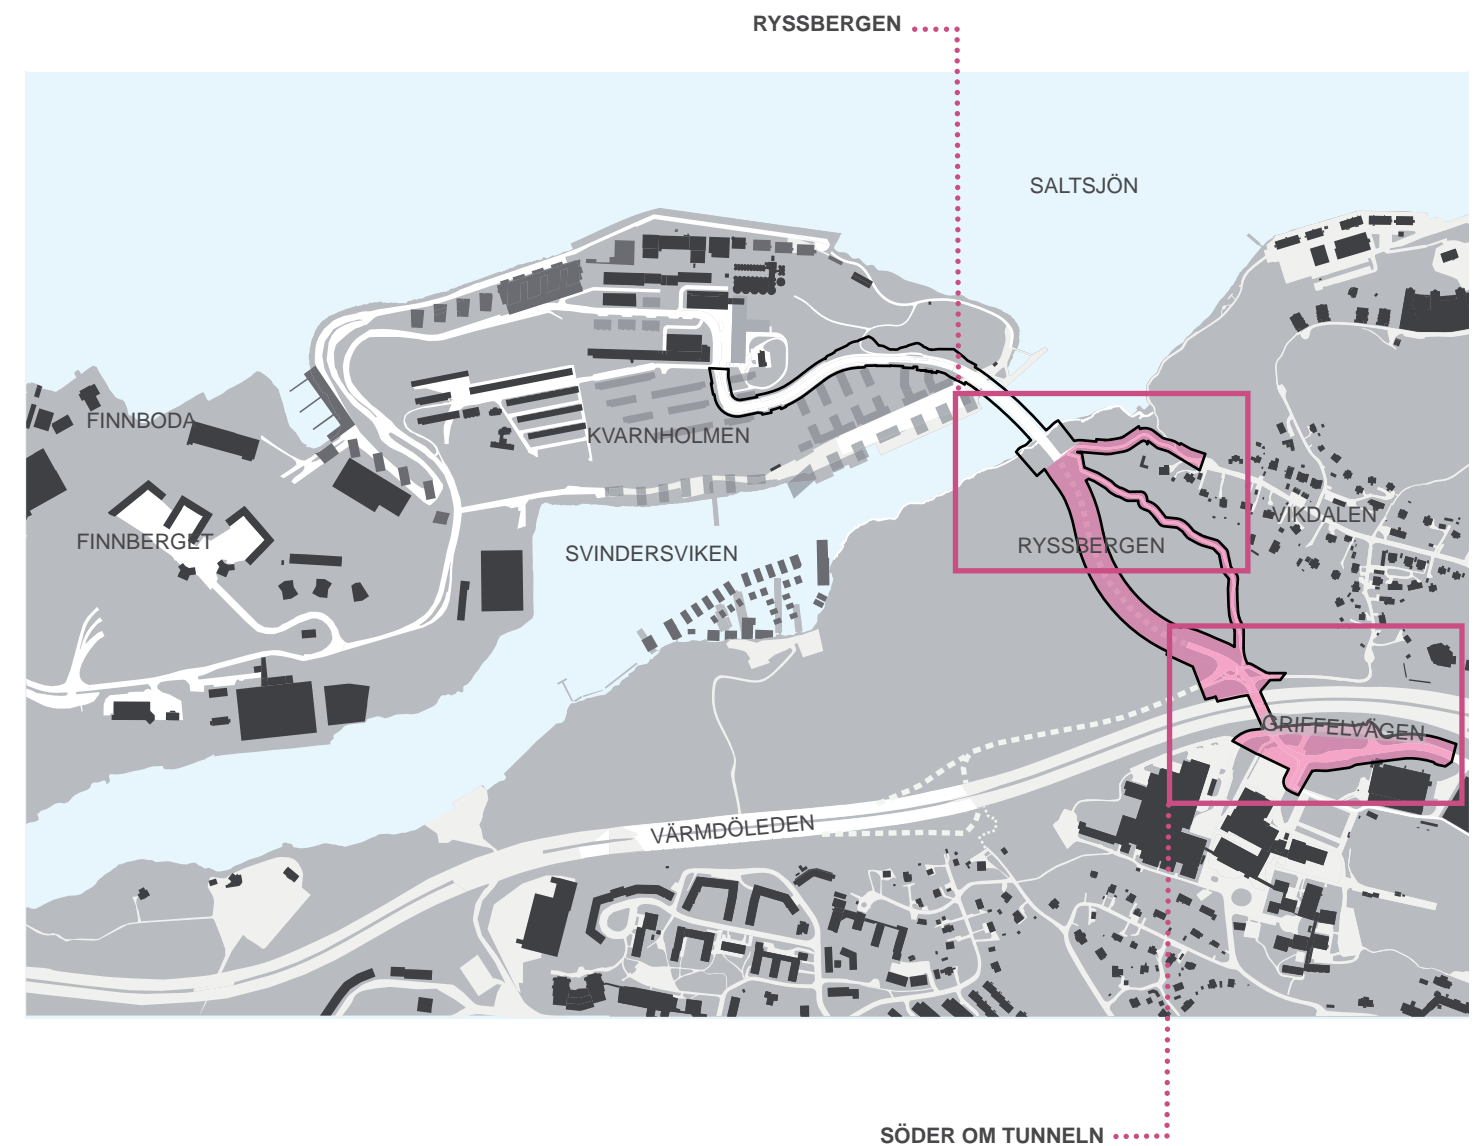 RYSSBERGEN
SALTSJÖN
FINNBODA
KVARNHOLMEN
VIKDALEN
FINNBERGET
SVINDERSVIKEN
RYSSBERGEN
GRIFFELVÄGEN
VÄRMDÖLEDEN
SÖDER OM TUNNELN